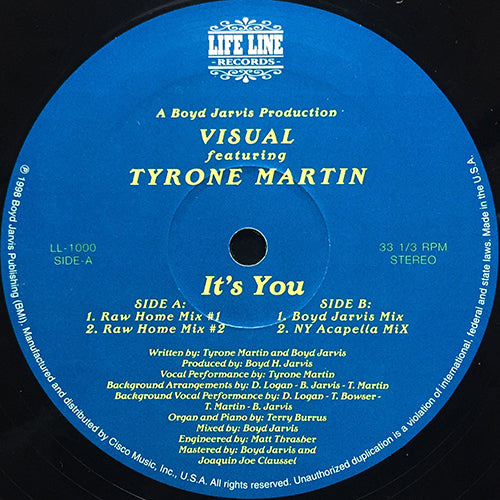 LIFE LINE
- RECORDS -
A Boyd Jarvis Production
VISUAL
featuring
TYRONE MARTIN
LL-1000
SIDE-A
33 1/3 RPM
STEREO
It's You
SIDE A:
1. Raw Home Mix #1
2. Raw Home Mix #2
SIDE B:
1. Boyd Jarvis Mix
2. NY Acapella MiX
Written by: Tyrone Martin and Boyd Jarvis
Produced by: Boyd H. Jarvis
Vocal Performance by: Tyrone Martin
Background Arrangements by: D. Logan - B. Jarvis - T. Martin
Background Vocal Performance by: D. Logan - T. Bowser -
T. Martin - B. Jarvis
Organ and Piano by: Terry Burrus
Mixed by: Boyd Jarvis
Engineered by: Matt Thrasher
Mastered by: Boyd Jarvis and
Joaquin Joe Claussel
℗ 1998 Boyd Jarvis Publishing (BMI). Manufactured and distributed by Cisco Music, Inc., U.S.A. All rights reserved. Unauthorized duplication is a violation of international, federal and state laws. Made in the U.S.A.